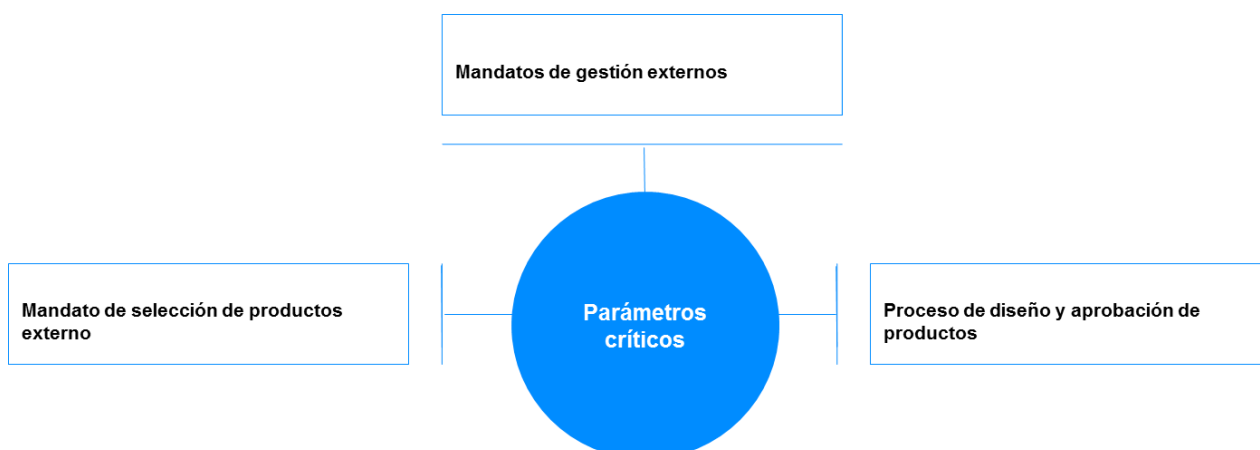 Mandatos de gestión externos
Mandato de selección de productos
externo
Parámetros
críticos
Proceso de diseño y aprobación de
productos